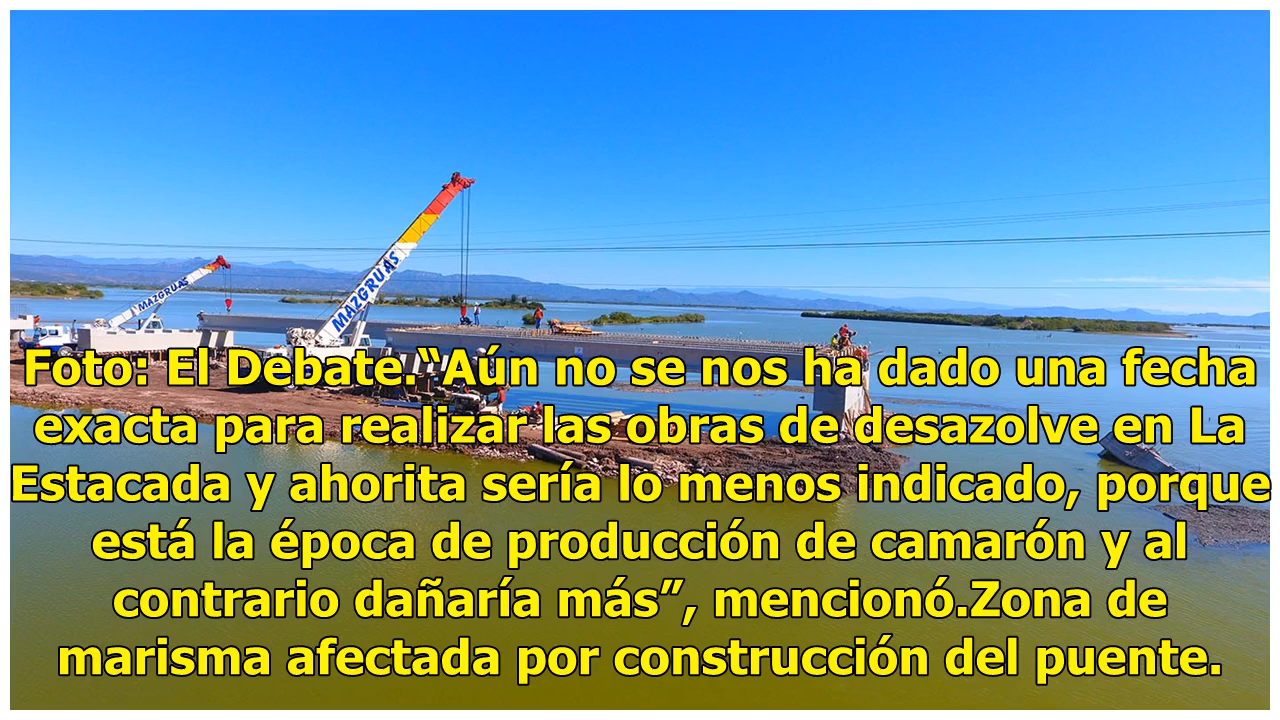 MAZGRUAS
MAZGRUAS
Foto: El Debate.“Aún no se nos ha dado una fecha
exacta para realizar las obras de desazolve en La
Estacada y ahorita sería lo menos indicado, porque
está la época de producción de camarón y al
contrario dañaría más”, mencionó.Zona de
marisma afectada por construcción del puente.